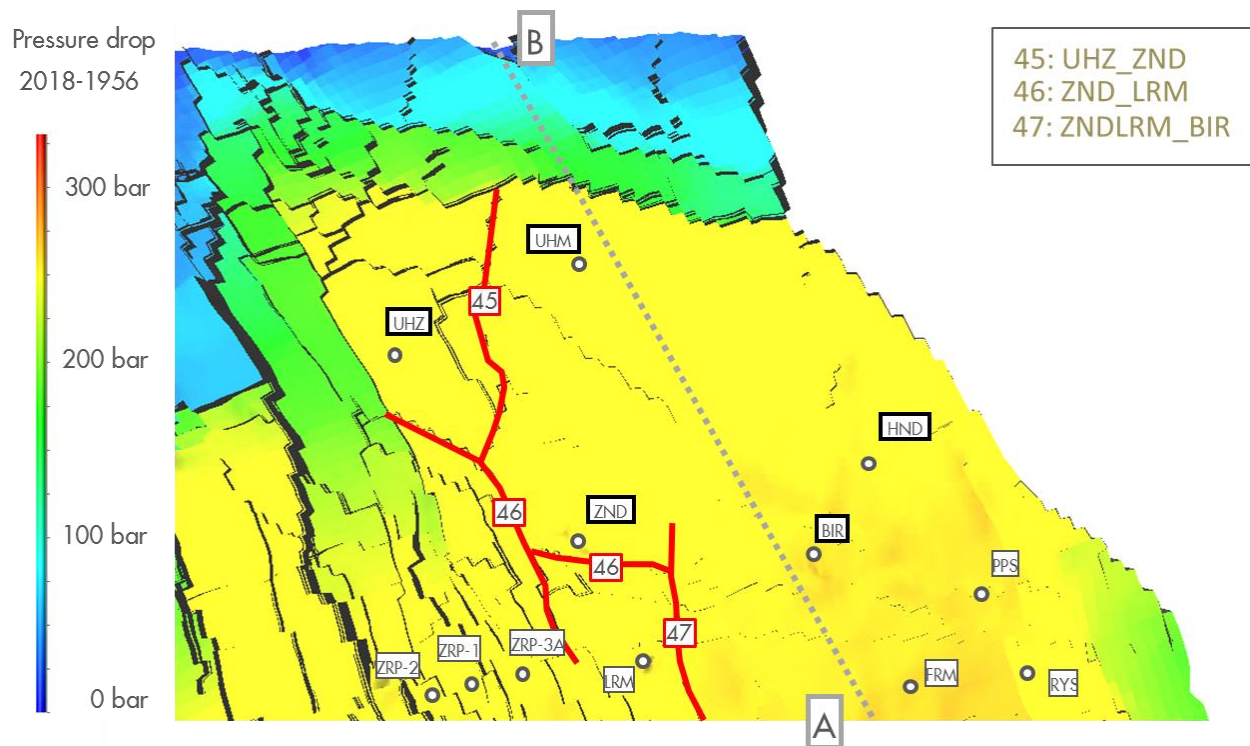 Pressure drop
2018-1956
300 bar
200 bar
100 bar
0 bar
B
45: UHZ_ZND
46: ZND_LRM
47: ZNDLRM_BIR
UHM
45
UHZ
HND
46
ZND
BIR
46
PPS
47
ZRP-3A
ZRP-1
ZRP-2
LRM
FRM
RYS
A